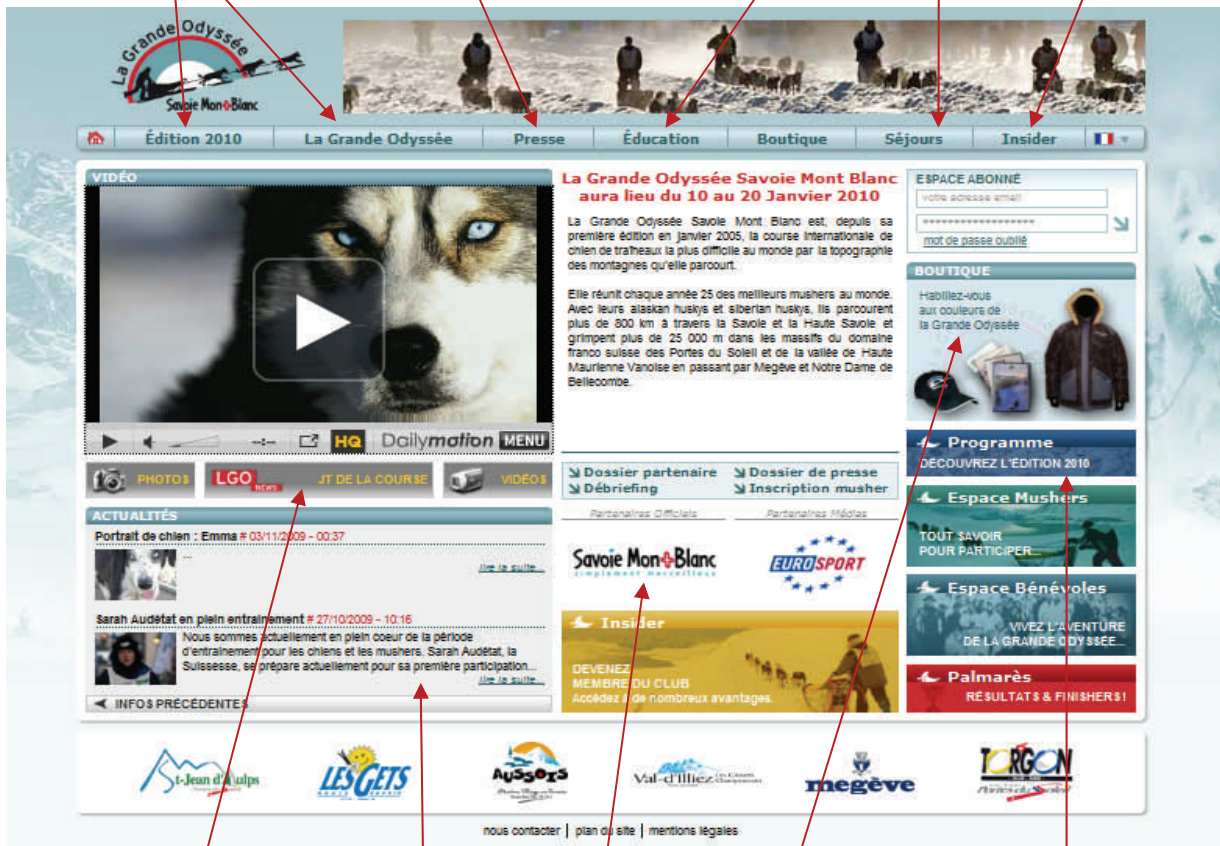 La Grande Odyssée
Savoie Mont Blanc
Édition 2010
La Grande Odyssée
Presse
Éducation
Boutique
Séjours
Insider
VIDÉO
HQ Dailymotion MENU
PHOTOS
LGO NEWS JT DE LA COURSE
VIDÉOS
ACTUALITÉS
Portrait de chien : Emma # 03/11/2009 - 00:37
...
lire la suite...
Sarah Audétat en plein entrainement # 27/10/2009 - 10:16
Nous sommes actuellement en plein coeur de la période
d'entrainement pour les chiens et les mushers. Sarah Audétat, la
Suissesse, se prépare actuellement pour sa première participation...
lire la suite...
INFOS PRÉCÉDENTES
La Grande Odyssée Savoie Mont Blanc
aura lieu du 10 au 20 Janvier 2010
La Grande Odyssée Savoie Mont Blanc est, depuis sa
première édition en janvier 2005, la course internationale de
chien de traîneaux la plus difficile au monde par la topographie
des montagnes qu'elle parcourt.
Elle réunit chaque année 25 des meilleurs mushers au monde.
Avec leurs alaskan huskys et siberian huskys, ils parcourent
plus de 800 km à travers la Savoie et la Haute Savoie et
grimpent plus de 25 000 m dans les massifs du domaine
franco suisse des Portes du Soleil et de la vallée de Haute
Maurienne Vanoise en passant par Megève et Notre Dame de
Bellecombe.
Dossier partenaire
Dossier de presse
Débriefing
Inscription musher
Partenaires Officiels
Partenaires Médias
Savoie Mont Blanc
simplement merveilleux
EUROSPORT
Insider
DEVENEZ
MEMBRE DU CLUB
Accédez à de nombreux avantages.
ESPACE ABONNÉ
votre adresse email
******************
mot de passe oublié
BOUTIQUE
Habillez-vous
aux couleurs de
la Grande Odyssée
Programme
DÉCOUVREZ L'ÉDITION 2010
Espace Mushers
TOUT SAVOIR
POUR PARTICIPER...
Espace Bénévoles
VIVEZ L'AVENTURE
DE LA GRANDE ODYSSÉE...
Palmarès
RÉSULTATS & FINISHERS!
St-Jean d'Aulps
LES GETS
AUSSOIS
Val-d'Illiez
megève
TORGON
nous contacter | plan du site | mentions légales